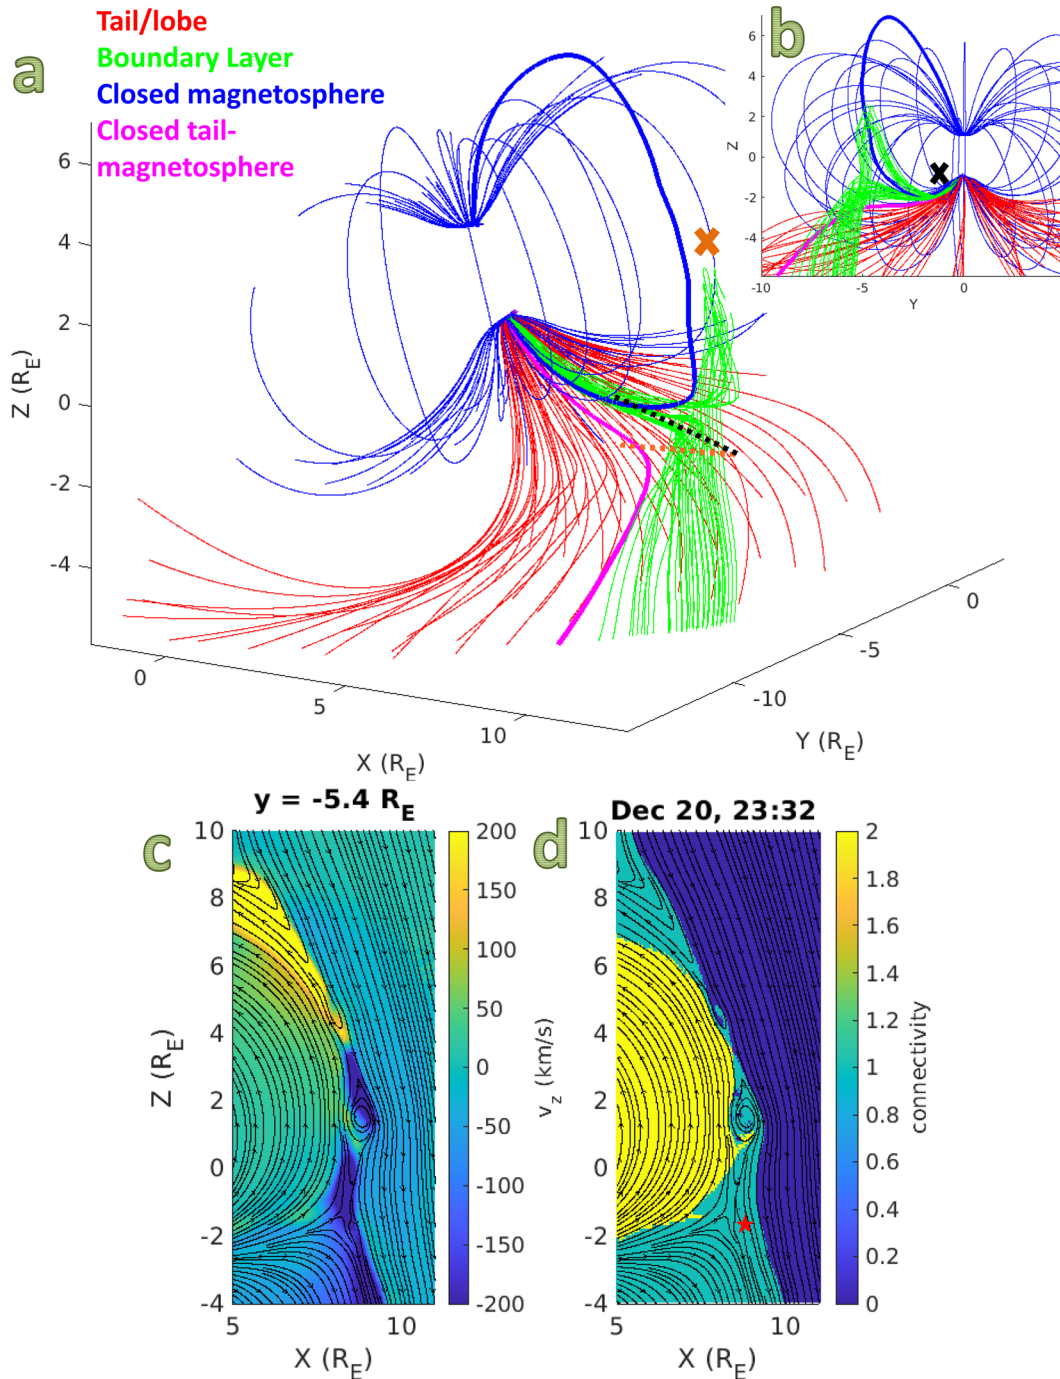 Tail/lobe
Boundary Layer
Closed magnetosphere
Closed tail-
magnetosphere
a
6
4
2
0
-2
-4
Z (R_E)
0
5
10
X (R_E)
-10
-5
0
Y (R_E)
b
6
4
2
0
-2
-4
Z
-10
-5
0
Y
c
y = -5.4 R_E
10
8
6
4
2
0
-2
-4
Z (R_E)
5
10
X (R_E)
200
150
100
50
0
-50
-100
-150
-200
v_z (km/s)
d
Dec 20, 23:32
10
8
6
4
2
0
-2
-4
5
10
X (R_E)
2
1.8
1.6
1.4
1.2
1
0.8
0.6
0.4
0.2
0
connectivity